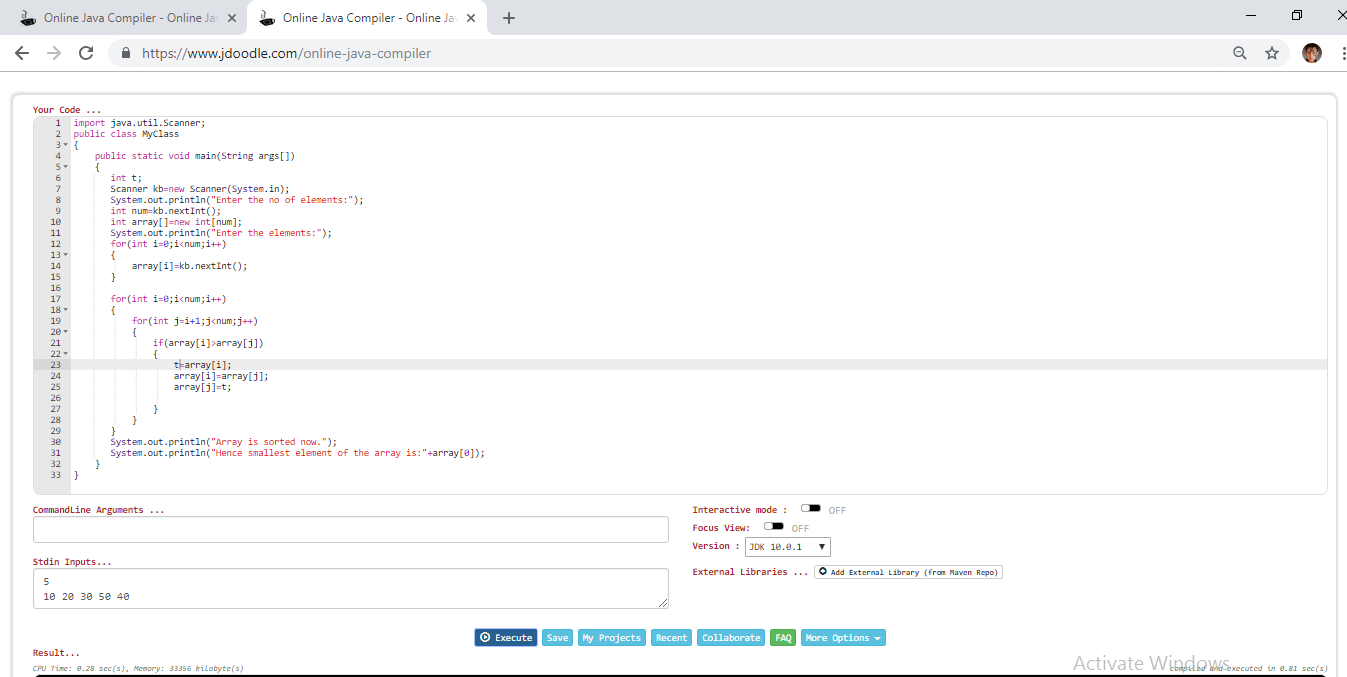 Online Java Compiler - Online Ja
Online Java Compiler - Online Ja
https://www.jdoodle.com/online-java-compiler
Your Code ...
1 import java.util.Scanner;
2 public class MyClass
3 {
4 public static void main(String args[])
5 {
6 int t;
7 Scanner kb=new Scanner(System.in);
8 System.out.println("Enter the no of elements:");
9 int num=kb.nextInt();
10 int array[]=new int[num];
11 System.out.println("Enter the elements:");
12 for(int i=0;i<num;i++)
13 {
14 array[i]=kb.nextInt();
15 }
16
17 for(int i=0;i<num;i++)
18 {
19 for(int j=i+1;j<num;j++)
20 {
21 if(array[i]>array[j])
22 {
23 t=array[i];
24 array[i]=array[j];
25 array[j]=t;
26
27 }
28 }
29 }
30 System.out.println("Array is sorted now.");
31 System.out.println("Hence smallest element of the array is:"+array[0]);
32 }
33 }
CommandLine Arguments ...
Interactive mode : OFF
Focus View: OFF
Version : JDK 10.0.1
Stdin Inputs...
External Libraries ... Add External Library (from Maven Repo)
5
10 20 30 50 40
Execute Save My Projects Recent Collaborate FAQ More Options
Result...
CPU Time: 0.28 sec(s), Memory: 33356 kilobyte(s)
Activate Windows
compiled and executed in 0.81 sec(s)